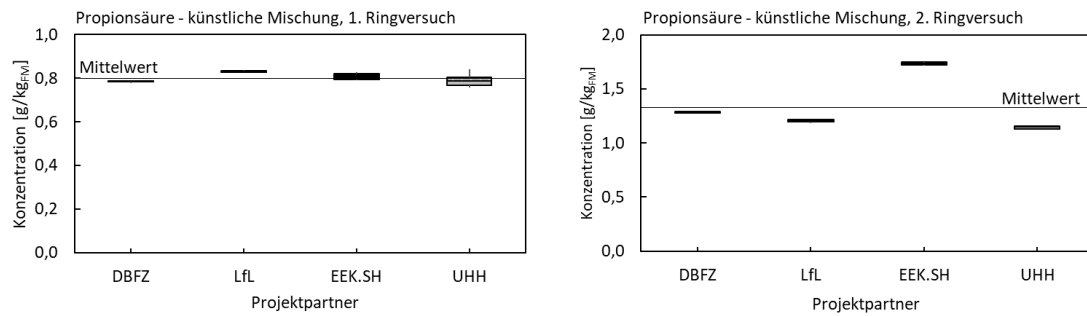 Propionsäure - künstliche Mischung, 1. Ringversuch
1,0
0,8
0,6
0,4
0,2
0,0
Konzentration [g/kgFM]
Mittelwert
DBFZ LfL EEK.SH UHH
Projektpartner
Propionsäure - künstliche Mischung, 2. Ringversuch
2,0
1,5
1,0
0,5
0,0
Konzentration [g/kgFM]
Mittelwert
DBFZ LfL EEK.SH UHH
Projektpartner